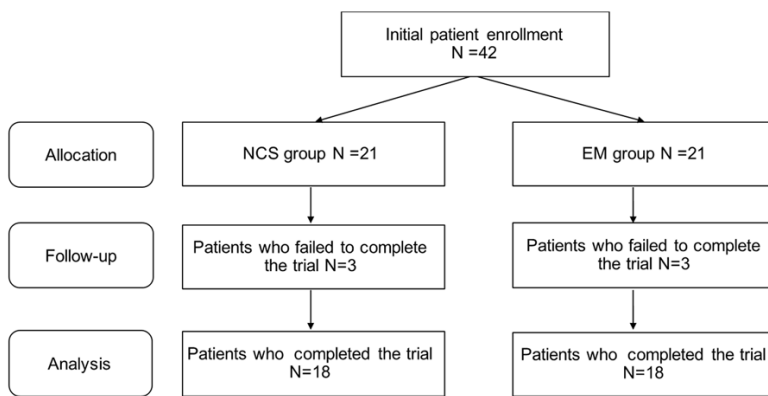 Initial patient enrollment
N =42
Allocation
NCS group N =21
EM group N =21
Follow-up
Patients who failed to complete
the trial N=3
Patients who failed to complete
the trial N=3
Analysis
Patients who completed the trial
N=18
Patients who completed the trial
N=18